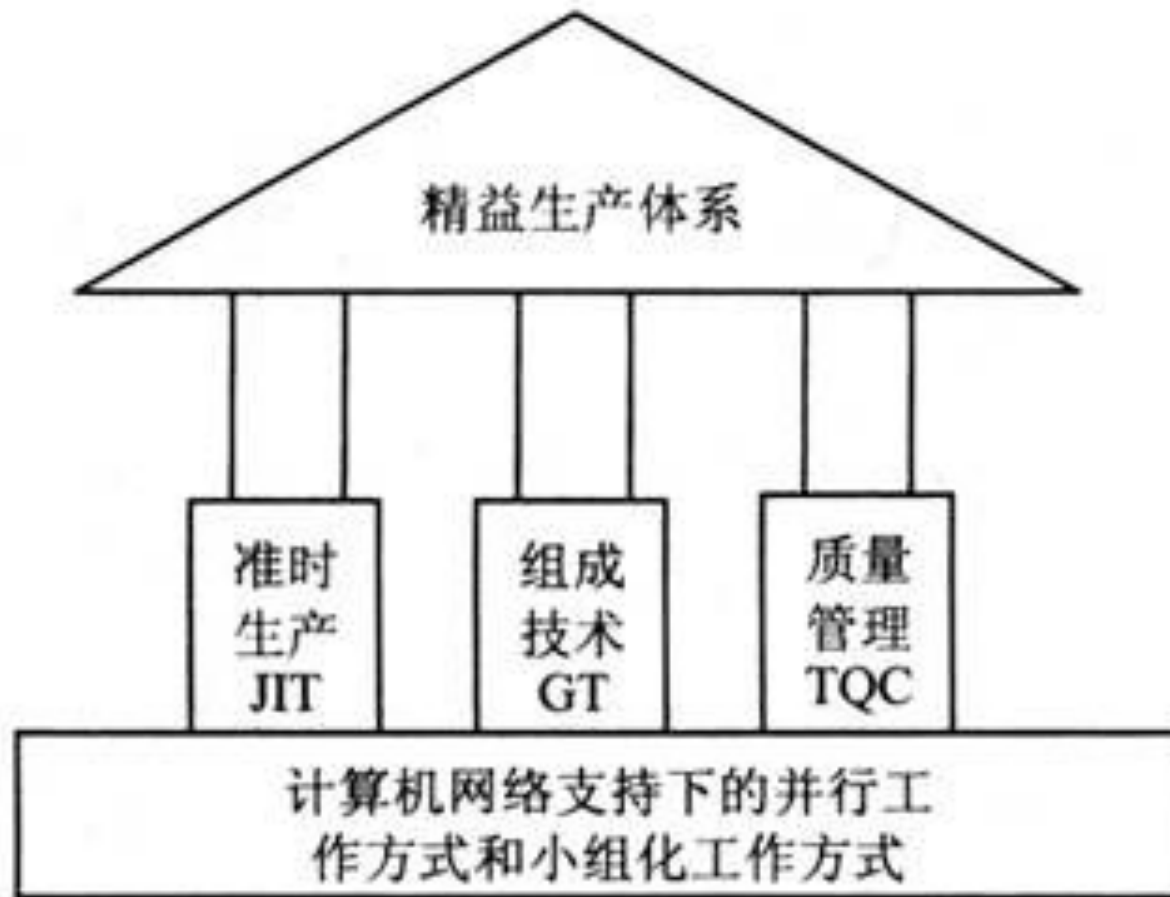 精益生产体系
准时
生产
JIT
组成
技术
GT
质量
管理
TQC
计算机网络支持下的并行工
作方式和小组化工作方式